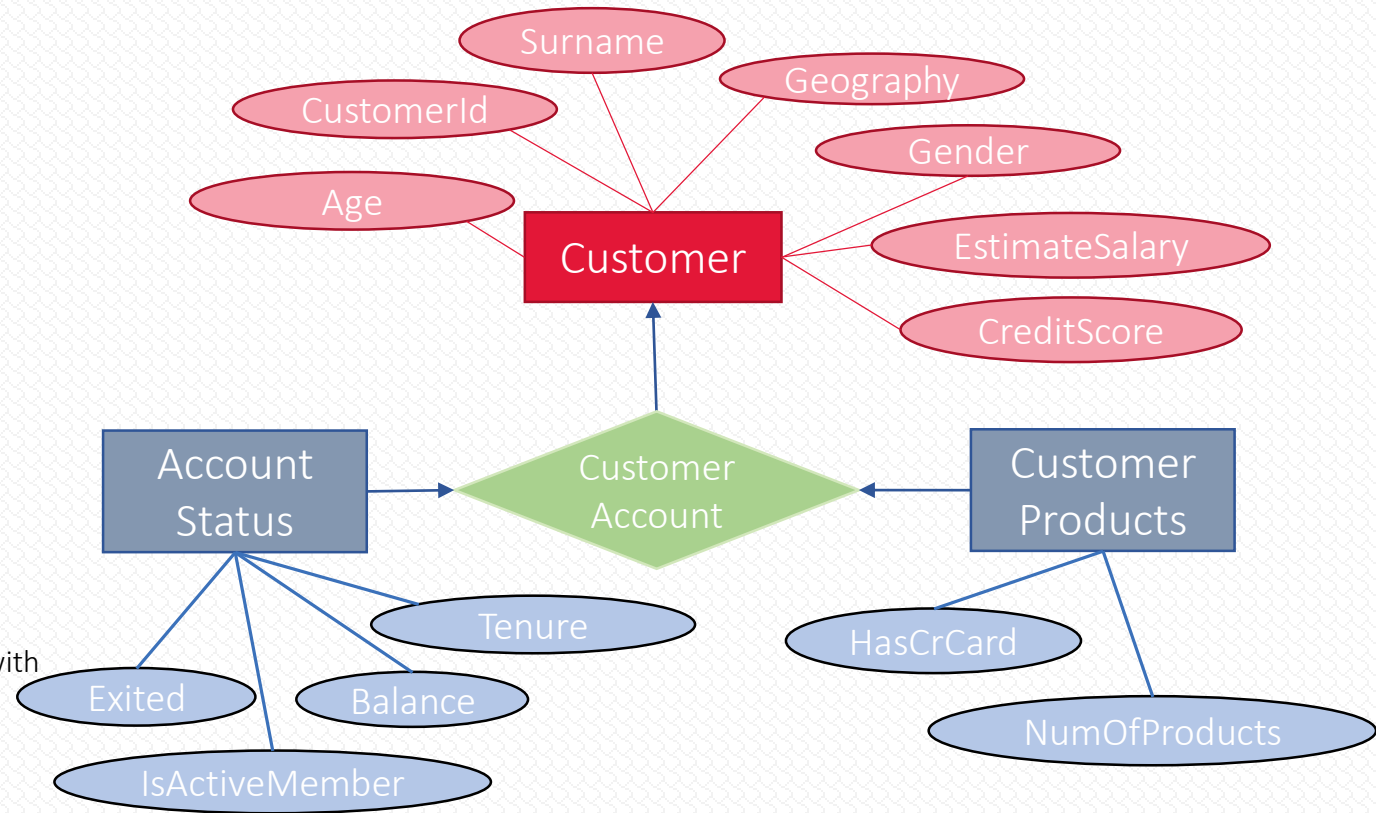 Surname
Geography
CustomerId
Gender
Age
EstimateSalary
Customer
CreditScore
Account
Status
Customer
Account
Customer
Products
Tenure
HasCrCard
with
Exited
Balance
NumOfProducts
IsActiveMember